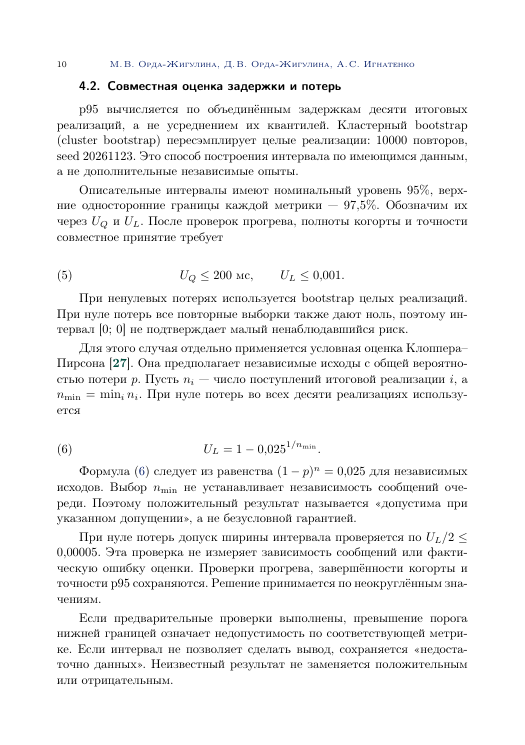 10 М. В. Орда-Жигулина, Д. В. Орда-Жигулина, А. С. Игнатенко
4.2. Совместная оценка задержки и потерь
p95 вычисляется по объединённым задержкам десяти итоговых
реализаций, а не усреднением их квантилей. Кластерный bootstrap
(cluster bootstrap) пересэмплирует целые реализации: 10000 повторов,
seed 20261123. Это способ построения интервала по имеющимся данным,
а не дополнительные независимые опыты.
Описательные интервалы имеют номинальный уровень 95%, верх-
ние односторонние границы каждой метрики — 97,5%. Обозначим их
через U_Q и U_L. После проверок прогрева, полноты когорты и точности
совместное принятие требует
(5) U_Q ≤ 200 мс, U_L ≤ 0,001.
При ненулевых потерях используется bootstrap целых реализаций.
При нуле потерь все повторные выборки также дают ноль, поэтому ин-
тервал [0; 0] не подтверждает малый ненаблюдавшийся риск.
Для этого случая отдельно применяется условная оценка Клоппера–
Пирсона [27]. Она предполагает независимые исходы с общей вероятно-
стью потери p. Пусть n_i — число поступлений итоговой реализации i, а
n_min = min_i n_i. При нуле потерь во всех десяти реализациях использу-
ется
(6) U_L = 1 − 0,025^{1/n_min}.
Формула (6) следует из равенства (1 − p)^n = 0,025 для независимых
исходов. Выбор n_min не устанавливает независимость сообщений оче-
реди. Поэтому положительный результат называется «допустима при
указанном допущении», а не безусловной гарантией.
При нуле потерь допуск ширины интервала проверяется по U_L/2 ≤
0,00005. Эта проверка не измеряет зависимость сообщений или факти-
ческую ошибку оценки. Проверки прогрева, завершённости когорты и
точности p95 сохраняются. Решение принимается по неокруглённым зна-
чениям.
Если предварительные проверки выполнены, превышение порога
нижней границей означает недопустимость по соответствующей метри-
ке. Если интервал не позволяет сделать вывод, сохраняется «недоста-
точно данных». Неизвестный результат не заменяется положительным
или отрицательным.